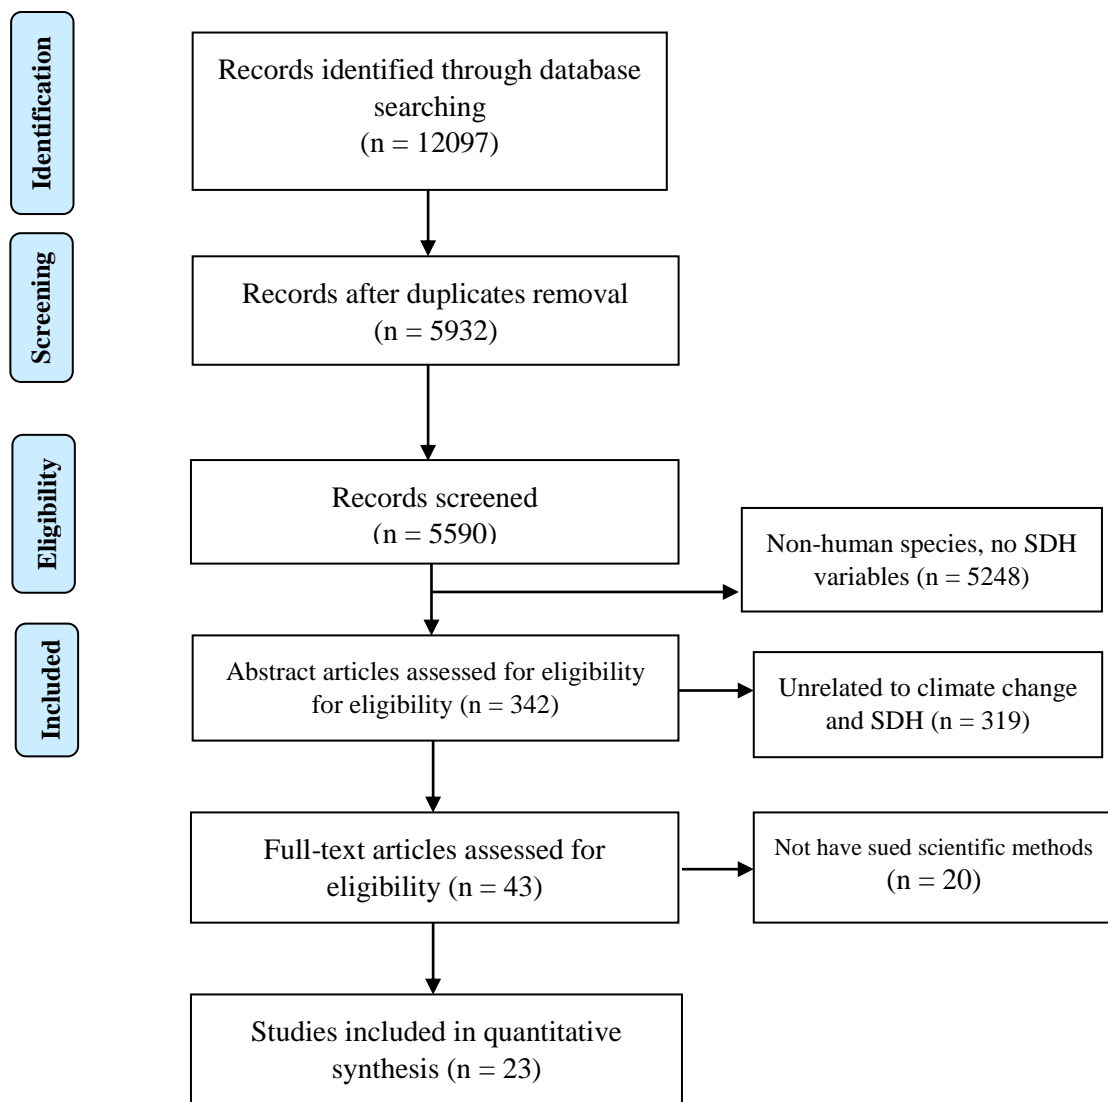 Identification
Records identified through database
searching
(n = 12097)
Screening
Records after duplicates removal
(n = 5932)
Eligibility
Records screened
(n = 5590)
Non-human species, no SDH
variables (n = 5248)
Included
Abstract articles assessed for eligibility
for eligibility (n = 342)
Unrelated to climate change
and SDH (n = 319)
Full-text articles assessed for
eligibility (n = 43)
Not have sued scientific methods
(n = 20)
Studies included in quantitative
synthesis (n = 23)